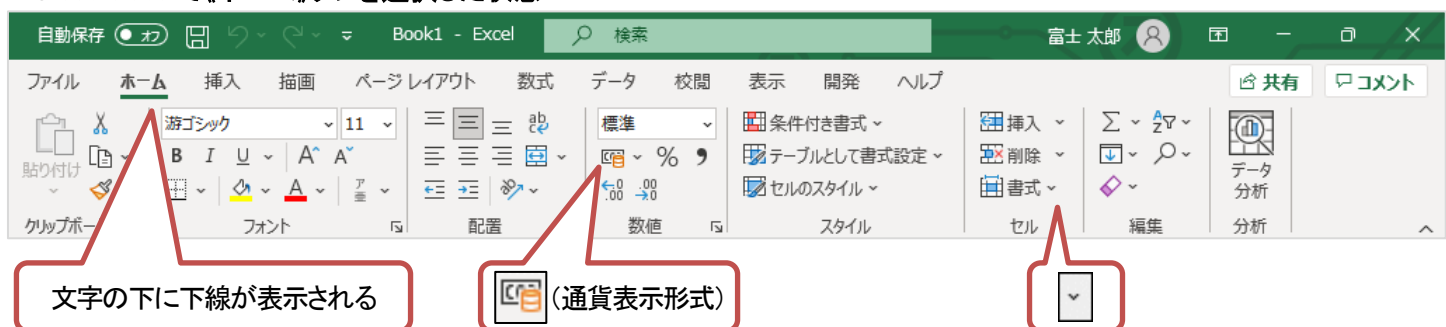 自動保存 オフ Book1 - Excel 検索 富士 太郎
ファイル ホーム 挿入 描画 ページ レイアウト 数式 データ 校閲 表示 開発 ヘルプ 共有 コメント
貼り付け
游ゴシック 11 標準 条件付き書式 挿入
B I U A A % テーブルとして書式設定 削除
A セルのスタイル 書式
データ
分析
クリップボー フォント 配置 数値 スタイル セル 編集 分析
文字の下に下線が表示される
(通貨表示形式)